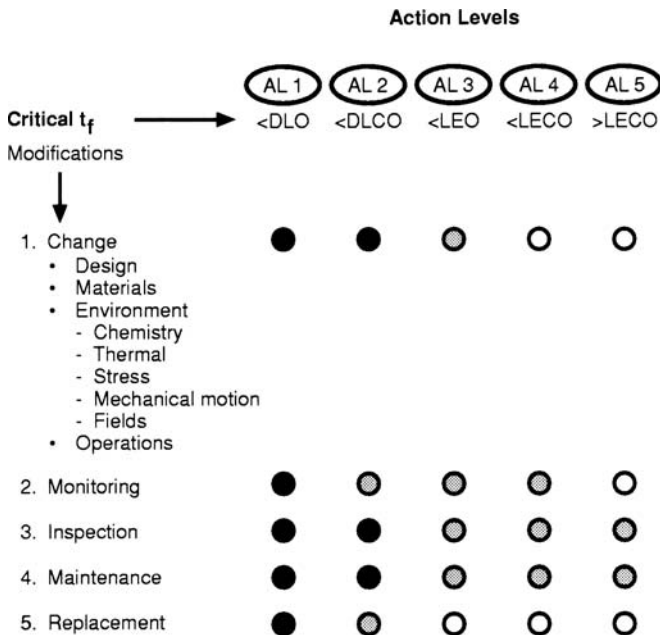 Action Levels
AL 1 AL 2 AL 3 AL 4 AL 5
Critical tf <DLO <DLCO <LEO <LECO >LECO
Modifications
1. Change
• Design
• Materials
• Environment
- Chemistry
- Thermal
- Stress
- Mechanical motion
- Fields
• Operations
2. Monitoring
3. Inspection
4. Maintenance
5. Replacement